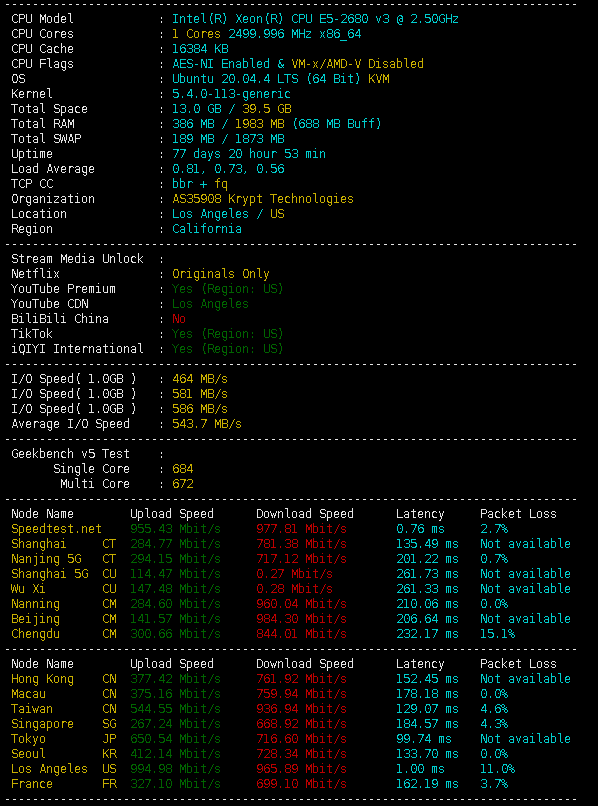 CPU Model : Intel(R) Xeon(R) CPU E5-2680 v3 @ 2.50GHz
CPU Cores : 1 Cores 2499.996 MHz x86_64
CPU Cache : 16384 KB
CPU Flags : AES-NI Enabled & VM-x/AMD-V Disabled
OS : Ubuntu 20.04.4 LTS (64 Bit) KVM
Kernel : 5.4.0-113-generic
Total Space : 13.0 GB / 39.5 GB
Total RAM : 386 MB / 1983 MB (688 MB Buff)
Total SWAP : 189 MB / 1873 MB
Uptime : 77 days 20 hour 53 min
Load Average : 0.81, 0.73, 0.56
TCP CC : bbr + fq
Organization : AS35908 Krypt Technologies
Location : Los Angeles / US
Region : California
Stream Media Unlock :
Netflix : Originals Only
YouTube Premium : Yes (Region: US)
YouTube CDN : Los Angeles
BiliBili China : No
TikTok : Yes (Region: US)
iQIYI International : Yes (Region: US)
I/O Speed( 1.0GB ) : 464 MB/s
I/O Speed( 1.0GB ) : 581 MB/s
I/O Speed( 1.0GB ) : 586 MB/s
Average I/O Speed : 543.7 MB/s
Geekbench v5 Test :
Single Core : 684
Multi Core : 672
Node Name Upload Speed Download Speed Latency Packet Loss
Speedtest.net 955.43 Mbit/s 977.81 Mbit/s 0.76 ms 2.7%
Shanghai CT 284.77 Mbit/s 781.38 Mbit/s 135.49 ms Not available
Nanjing 5G CT 294.15 Mbit/s 717.12 Mbit/s 201.22 ms 0.7%
Shanghai 5G CU 114.47 Mbit/s 0.27 Mbit/s 261.73 ms Not available
Wu Xi CU 147.48 Mbit/s 0.28 Mbit/s 261.33 ms Not available
Nanning CM 284.60 Mbit/s 960.04 Mbit/s 210.06 ms 0.0%
Beijing CM 141.57 Mbit/s 984.30 Mbit/s 206.64 ms Not available
Chengdu CM 300.66 Mbit/s 844.01 Mbit/s 232.17 ms 15.1%
Node Name Upload Speed Download Speed Latency Packet Loss
Hong Kong CN 377.42 Mbit/s 761.92 Mbit/s 152.45 ms Not available
Macau CN 375.16 Mbit/s 759.94 Mbit/s 178.18 ms 0.0%
Taiwan CN 544.55 Mbit/s 936.94 Mbit/s 129.07 ms 4.6%
Singapore SG 267.24 Mbit/s 668.92 Mbit/s 184.57 ms 4.3%
Tokyo JP 650.54 Mbit/s 716.60 Mbit/s 99.74 ms Not available
Seoul KR 412.14 Mbit/s 728.34 Mbit/s 133.70 ms 0.0%
Los Angeles US 994.98 Mbit/s 965.89 Mbit/s 1.00 ms 11.0%
France FR 327.10 Mbit/s 699.10 Mbit/s 162.19 ms 3.7%